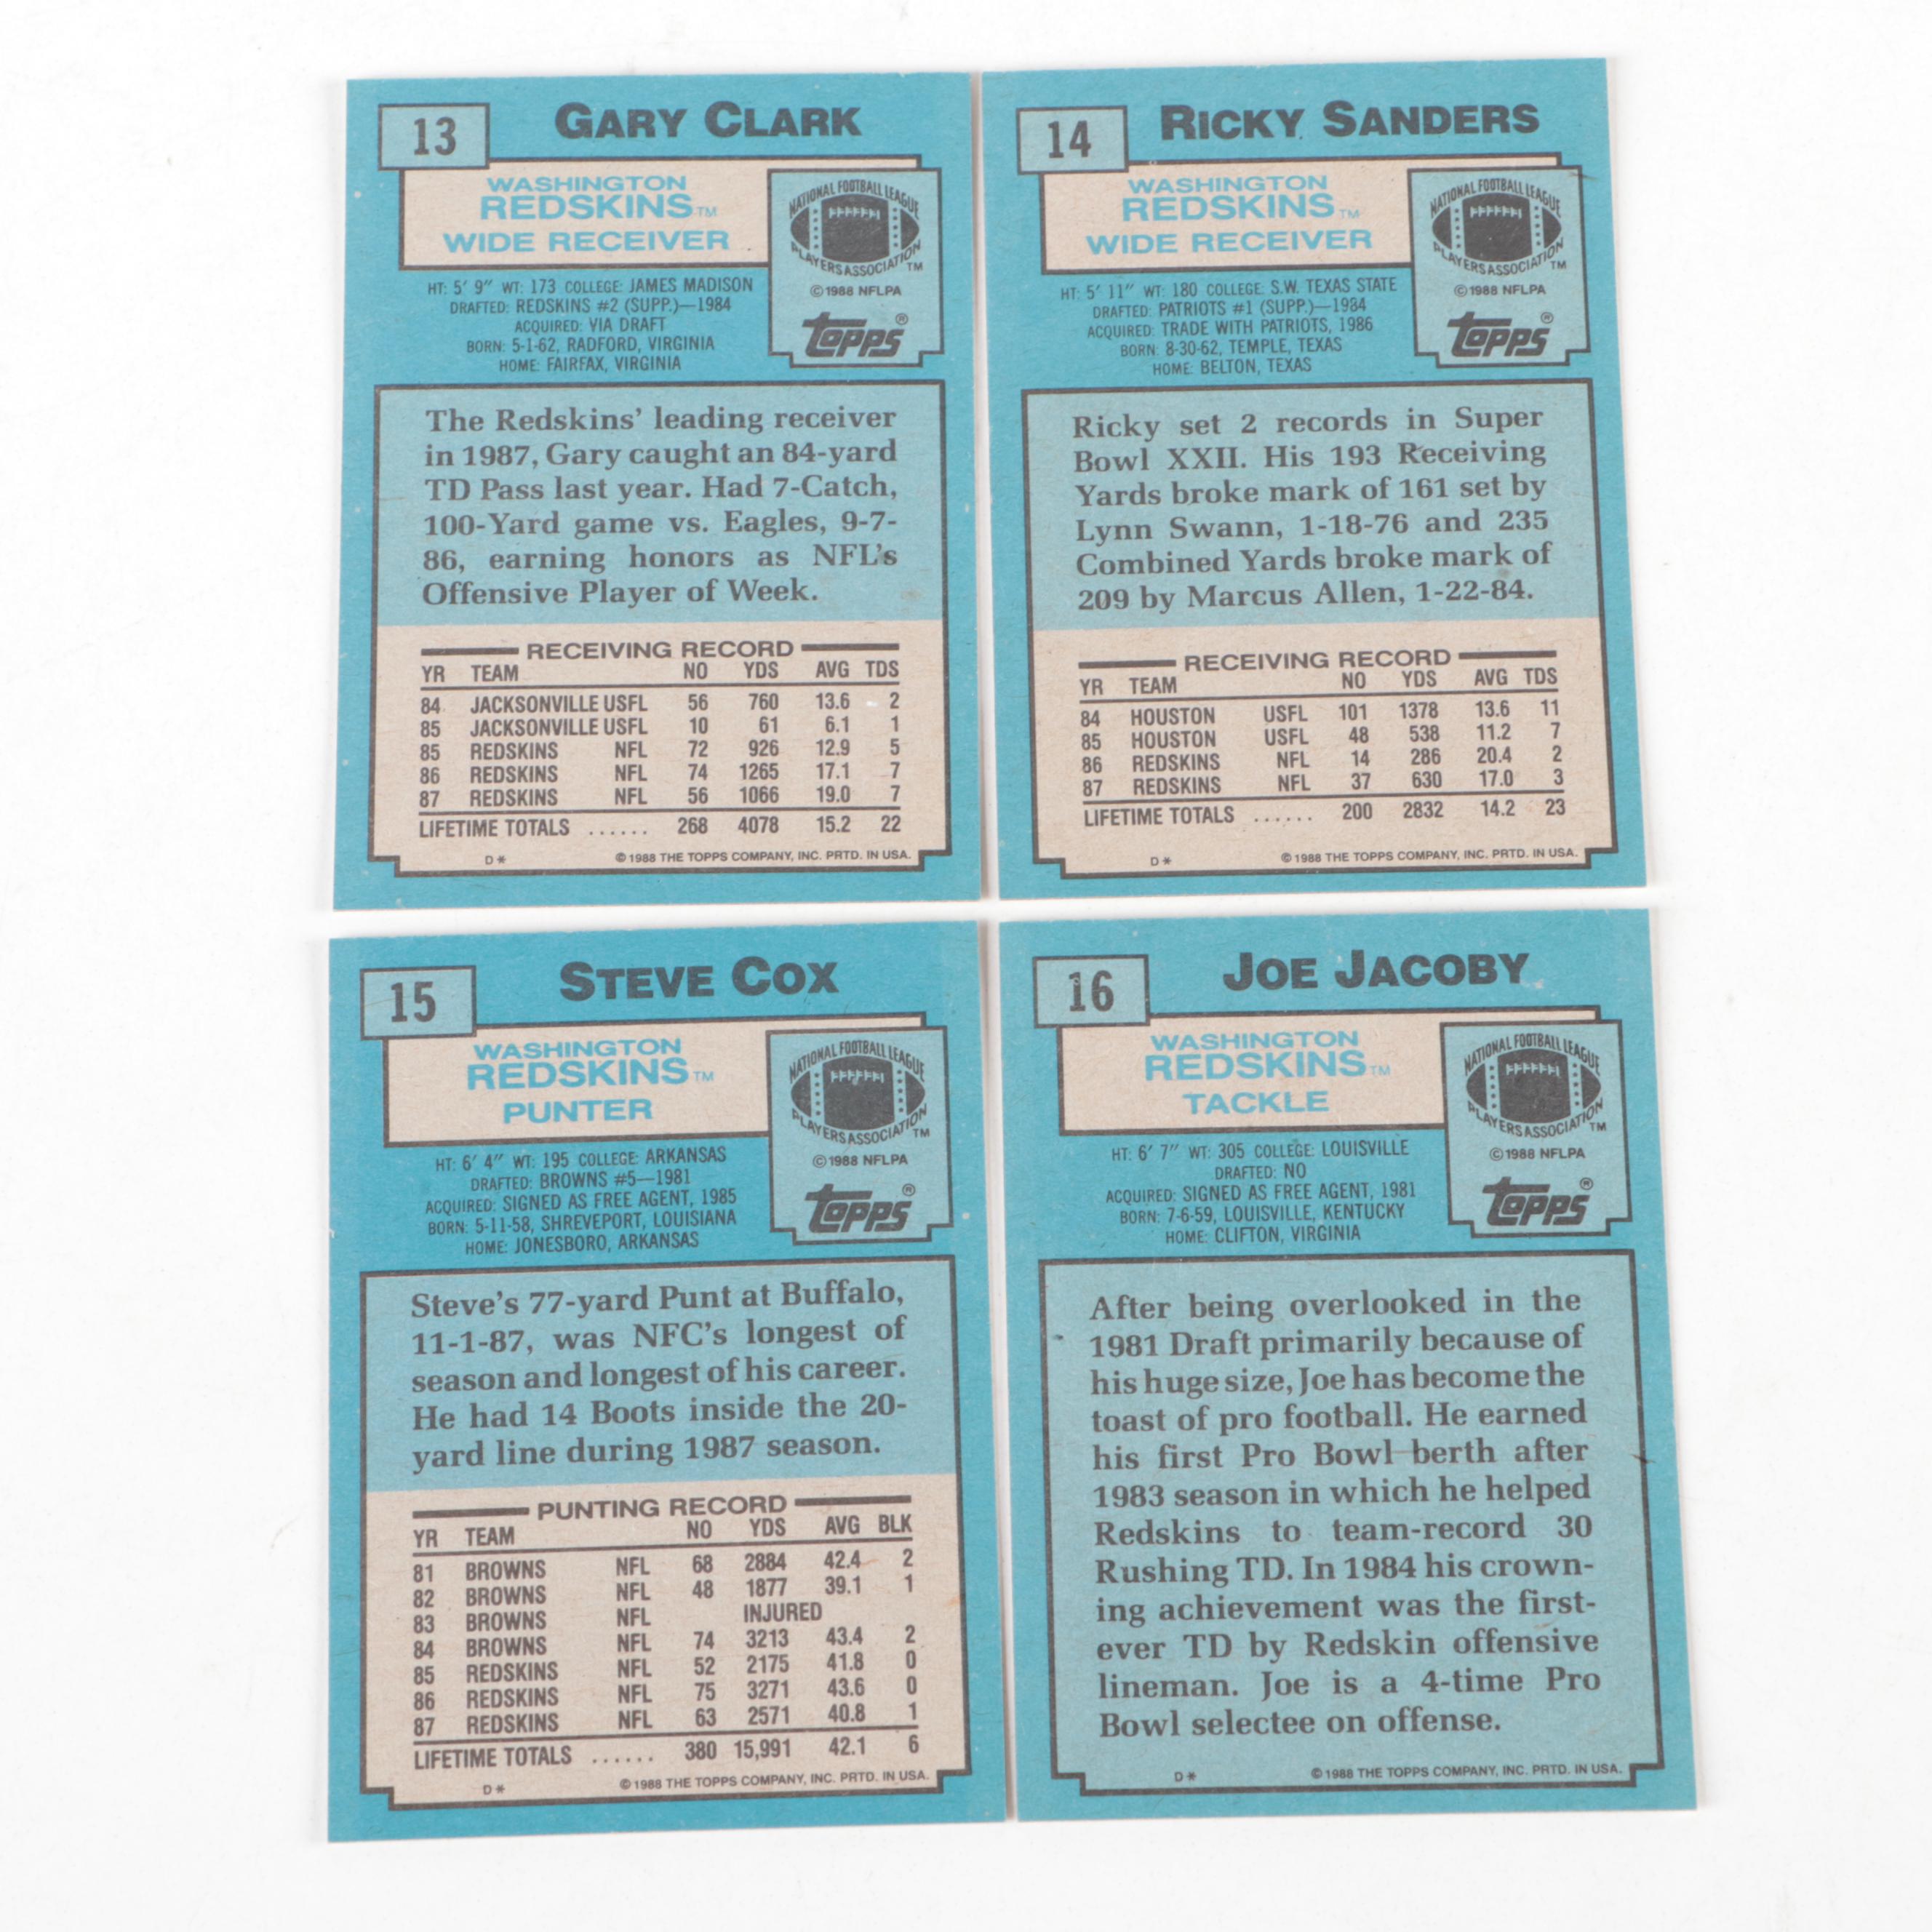 13
GARY CLARK
WASHINGTON
REDSKINS TM
WIDE RECEIVER
NATIONAL FOOTBALL LEAGUE
PLAYERS ASSOCIATION TM
© 1988 NFLPA
topps®
HT: 5' 9" WT: 173 COLLEGE: JAMES MADISON
DRAFTED: REDSKINS #2 (SUPP.)—1984
ACQUIRED: VIA DRAFT
BORN: 5-1-62, RADFORD, VIRGINIA
HOME: FAIRFAX, VIRGINIA
The Redskins' leading receiver
in 1987, Gary caught an 84-yard
TD Pass last year. Had 7-Catch,
100-Yard game vs. Eagles, 9-7-
86, earning honors as NFL's
Offensive Player of Week.
RECEIVING RECORD
YR TEAM NO YDS AVG TDS
84 JACKSONVILLE USFL 56 760 13.6 2
85 JACKSONVILLE USFL 10 61 6.1 1
85 REDSKINS NFL 72 926 12.9 5
86 REDSKINS NFL 74 1265 17.1 7
87 REDSKINS NFL 56 1066 19.0 7
LIFETIME TOTALS ...... 268 4078 15.2 22
D* © 1988 THE TOPPS COMPANY, INC. PRTD. IN USA.
14
RICKY SANDERS
WASHINGTON
REDSKINS TM
WIDE RECEIVER
NATIONAL FOOTBALL LEAGUE
PLAYERS ASSOCIATION TM
© 1988 NFLPA
topps®
HT: 5' 11" WT: 180 COLLEGE: S.W. TEXAS STATE
DRAFTED: PATRIOTS #1 (SUPP.)—1984
ACQUIRED: TRADE WITH PATRIOTS, 1986
BORN: 8-30-62, TEMPLE, TEXAS
HOME: BELTON, TEXAS
Ricky set 2 records in Super
Bowl XXII. His 193 Receiving
Yards broke mark of 161 set by
Lynn Swann, 1-18-76 and 235
Combined Yards broke mark of
209 by Marcus Allen, 1-22-84.
RECEIVING RECORD
YR TEAM NO YDS AVG TDS
84 HOUSTON USFL 101 1378 13.6 11
85 HOUSTON USFL 48 538 11.2 7
86 REDSKINS NFL 14 286 20.4 2
87 REDSKINS NFL 37 630 17.0 3
LIFETIME TOTALS ...... 200 2832 14.2 23
D* © 1988 THE TOPPS COMPANY, INC. PRTD. IN USA.
15
STEVE COX
WASHINGTON
REDSKINS TM
PUNTER
NATIONAL FOOTBALL LEAGUE
PLAYERS ASSOCIATION TM
© 1988 NFLPA
topps®
HT: 6' 4" WT: 195 COLLEGE: ARKANSAS
DRAFTED: BROWNS #5—1981
ACQUIRED: SIGNED AS FREE AGENT, 1985
BORN: 5-11-58, SHREVEPORT, LOUISIANA
HOME: JONESBORO, ARKANSAS
Steve's 77-yard Punt at Buffalo,
11-1-87, was NFC's longest of
season and longest of his career.
He had 14 Boots inside the 20-
yard line during 1987 season.
PUNTING RECORD
YR TEAM NO YDS AVG BLK
81 BROWNS NFL 68 2884 42.4 2
82 BROWNS NFL 48 1877 39.1 1
83 BROWNS NFL INJURED
84 BROWNS NFL 74 3213 43.4 2
85 REDSKINS NFL 52 2175 41.8 0
86 REDSKINS NFL 75 3271 43.6 0
87 REDSKINS NFL 63 2571 40.8 1
LIFETIME TOTALS ...... 380 15,991 42.1 6
D* © 1988 THE TOPPS COMPANY, INC. PRTD. IN USA.
16
JOE JACOBY
WASHINGTON
REDSKINS TM
TACKLE
NATIONAL FOOTBALL LEAGUE
PLAYERS ASSOCIATION TM
© 1988 NFLPA
topps®
HT: 6' 7" WT: 305 COLLEGE: LOUISVILLE
DRAFTED: NO
ACQUIRED: SIGNED AS FREE AGENT, 1981
BORN: 7-6-59, LOUISVILLE, KENTUCKY
HOME: CLIFTON, VIRGINIA
After being overlooked in the
1981 Draft primarily because of
his huge size, Joe has become the
toast of pro football. He earned
his first Pro Bowl berth after
1983 season in which he helped
Redskins to team-record 30
Rushing TD. In 1984 his crown-
ing achievement was the first-
ever TD by Redskin offensive
lineman. Joe is a 4-time Pro
Bowl selectee on offense.
D* © 1988 THE TOPPS COMPANY, INC. PRTD. IN USA.